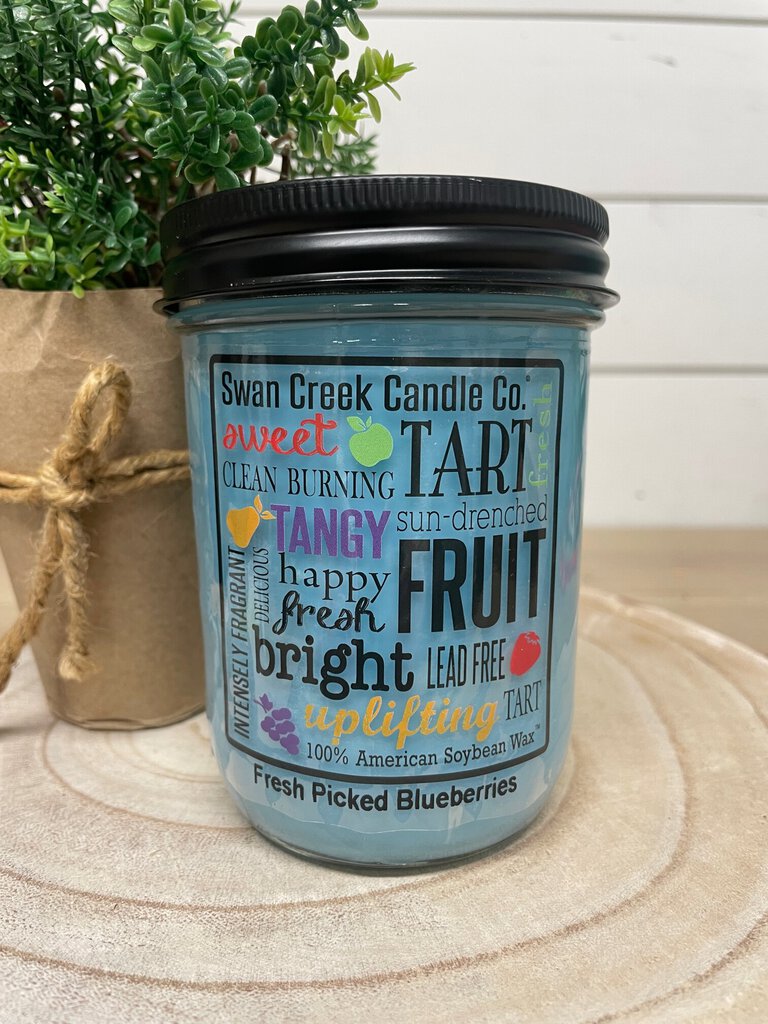 Swan Creek Candle Co.
sweet
TART
fresh
CLEAN BURNING
TANGY
sun-drenched
INTENSELY FRAGRANT
DELICIOUS
happy
FRUIT
fresh
bright
LEAD FREE
uplifting
TART
100% American Soybean Wax™
Fresh Picked Blueberries